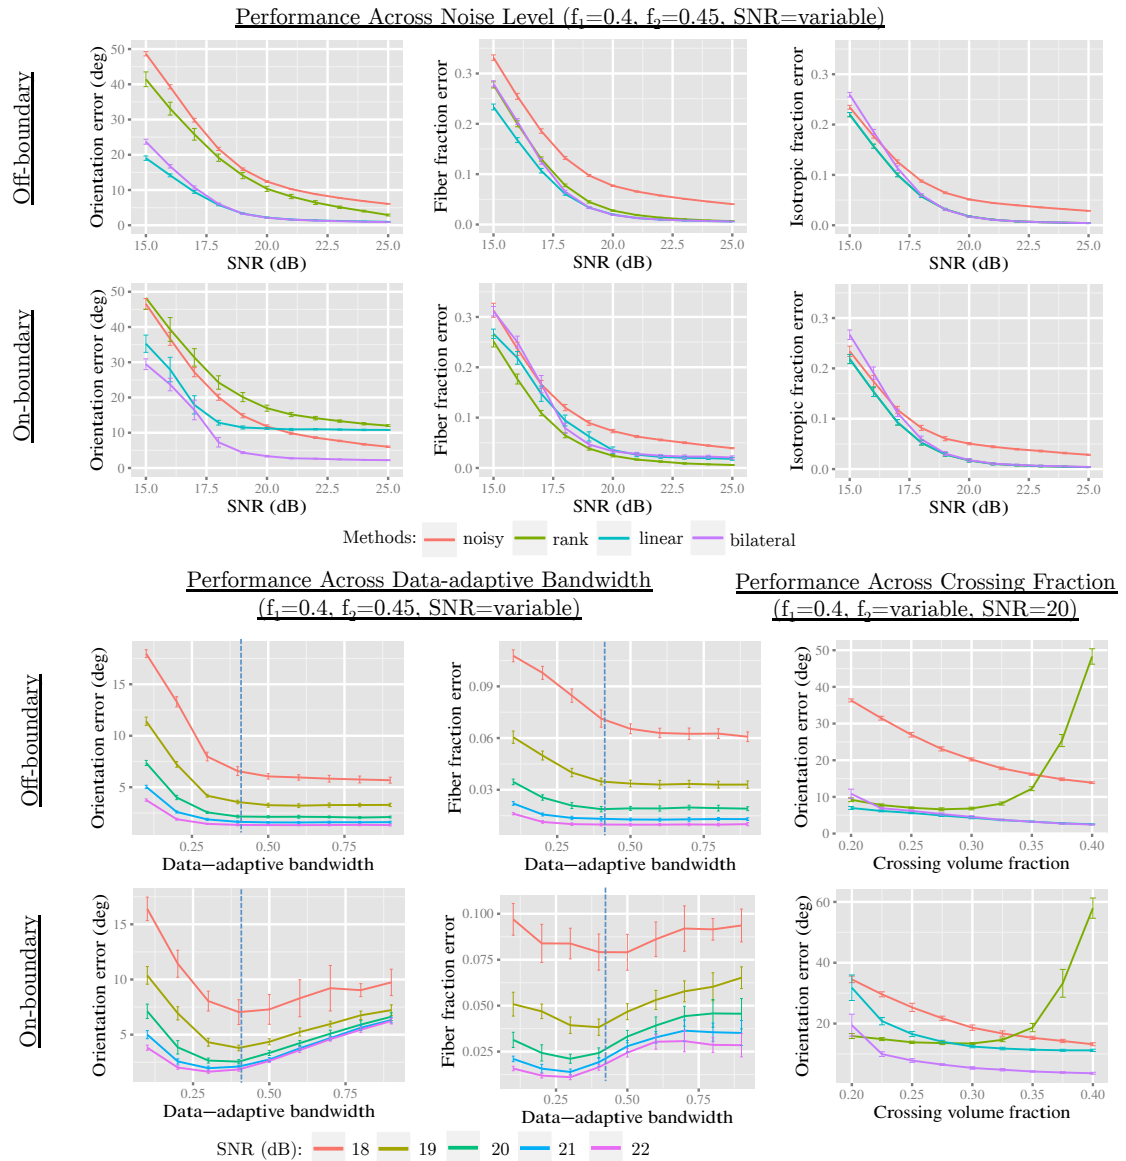 Performance Across Noise Level (f₁=0.4, f₂=0.45, SNR=variable)
Off-boundary
Orientation error (deg)
50
40
30
20
10
0
15.0 17.5 20.0 22.5 25.0
SNR (dB)
Fiber fraction error
0.3
0.2
0.1
0.0
15.0 17.5 20.0 22.5 25.0
SNR (dB)
Isotropic fraction error
0.3
0.2
0.1
0.0
15.0 17.5 20.0 22.5 25.0
SNR (dB)
On-boundary
Orientation error (deg)
50
40
30
20
10
0
15.0 17.5 20.0 22.5 25.0
SNR (dB)
Fiber fraction error
0.3
0.2
0.1
0.0
15.0 17.5 20.0 22.5 25.0
SNR (dB)
Isotropic fraction error
0.3
0.2
0.1
0.0
15.0 17.5 20.0 22.5 25.0
SNR (dB)
Methods: noisy rank linear bilateral
Performance Across Data-adaptive Bandwidth
(f₁=0.4, f₂=0.45, SNR=variable)
Performance Across Crossing Fraction
(f₁=0.4, f₂=variable, SNR=20)
Off-boundary
Orientation error (deg)
15
10
5
0.25 0.50 0.75
Data−adaptive bandwidth
Fiber fraction error
0.09
0.06
0.03
0.25 0.50 0.75
Data−adaptive bandwidth
Orientation error (deg)
50
40
30
20
10
0
0.20 0.25 0.30 0.35 0.40
Crossing volume fraction
On-boundary
Orientation error (deg)
15
10
5
0.25 0.50 0.75
Data−adaptive bandwidth
Fiber fraction error
0.100
0.075
0.050
0.025
0.25 0.50 0.75
Data−adaptive bandwidth
Orientation error (deg)
60
40
20
0.20 0.25 0.30 0.35 0.40
Crossing volume fraction
SNR (dB): 18 19 20 21 22